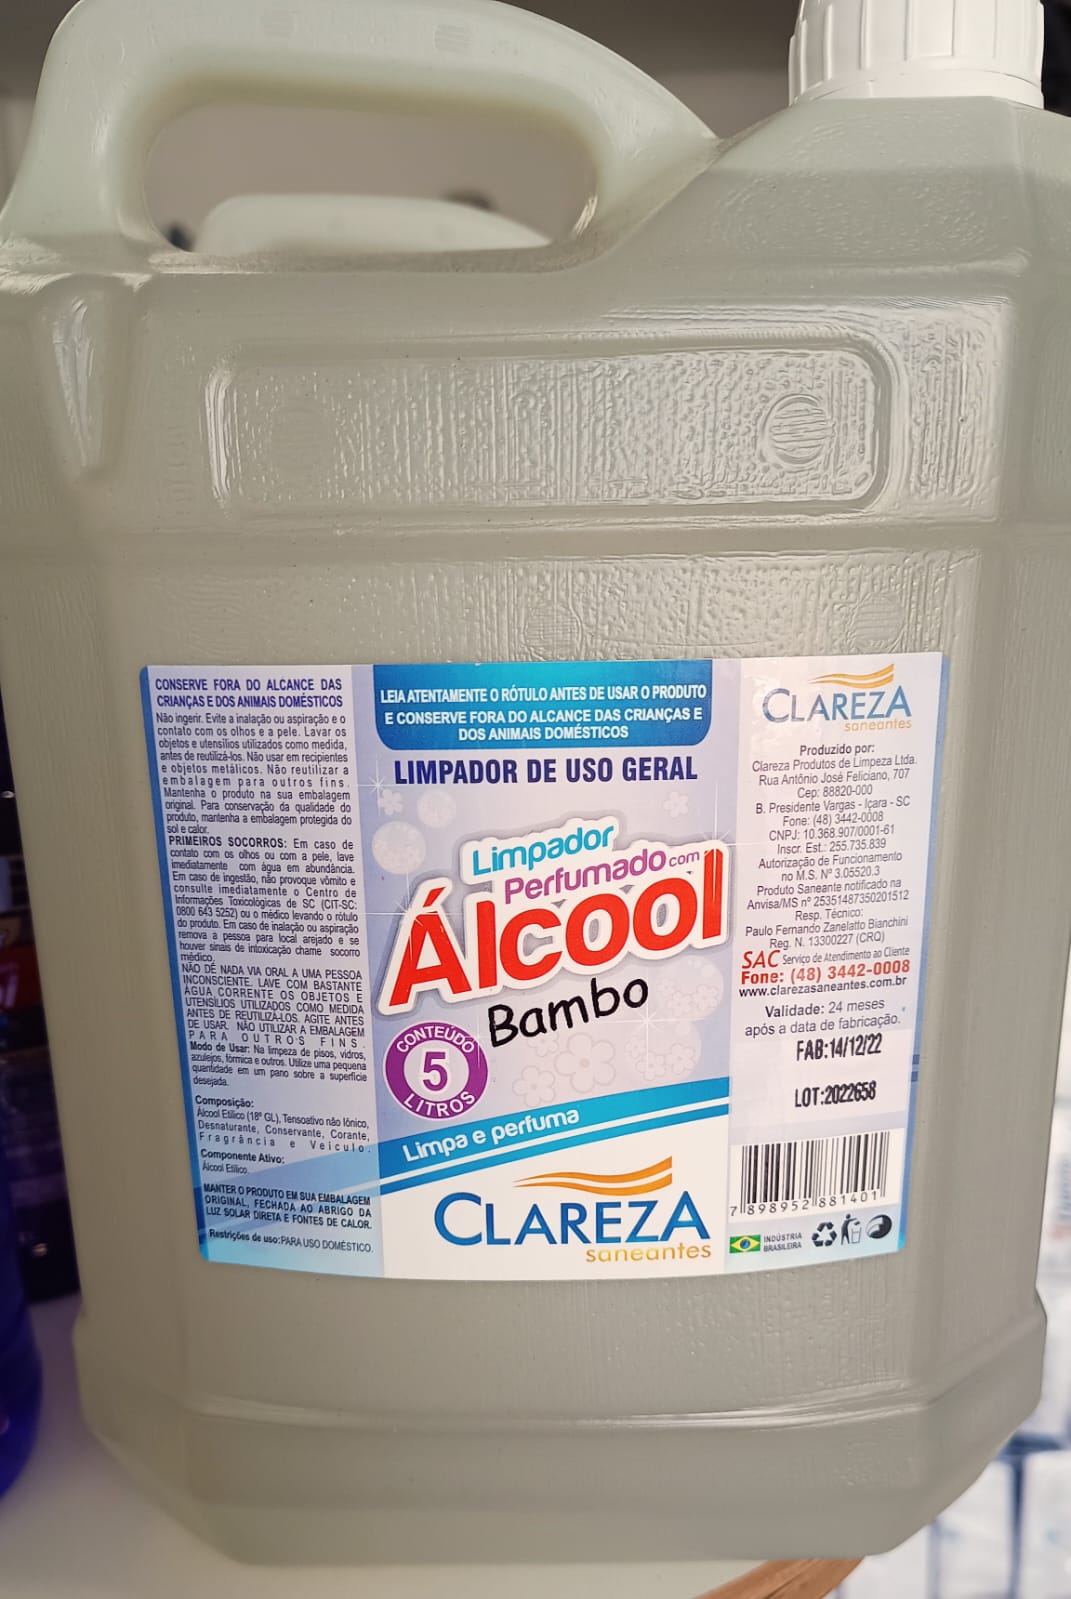 CONSERVE FORA DO ALCANCE DAS
CRIANÇAS E DOS ANIMAIS DOMÉSTICOS
Não ingerir. Evite a inalação ou aspiração e o
contato com os olhos e a pele. Lavar os
objetos e utensílios utilizados como medida,
antes de reutilizá-los. Não usar em recipientes
e objetos metálicos. Não reutilizar a
embalagem para outros fins.
Mantenha o produto na sua embalagem
original. Para conservação da qualidade do
produto, mantenha a embalagem protegida do
sol e calor.
PRIMEIROS SOCORROS: Em caso de
contato com os olhos ou com a pele, lave
imediatamente com água em abundância.
Em caso de ingestão, não provoque vômito e
consulte imediatamente o Centro de
Informações Toxicológicas de SC (CIT-SC:
0800 643 5252) ou o médico levando o rótulo
do produto. Em caso de inalação ou aspiração
remova a pessoa para local arejado e se
houver sinais de intoxicação chame socorro
médico.
NÃO DÊ NADA VIA ORAL A UMA PESSOA
INCONSCIENTE. LAVE COM BASTANTE
ÁGUA CORRENTE OS OBJETOS E
UTENSÍLIOS UTILIZADOS COMO MEDIDA
ANTES DE REUTILIZÁ-LOS. AGITE ANTES
DE USAR. NÃO UTILIZAR A EMBALAGEM
PARA OUTROS FINS.
Modo de Usar: Na limpeza de pisos, vidros,
azulejos, fórmica e outros. Utilize uma pequena
quantidade em um pano sobre a superfície
desejada.
Composição:
Álcool Etílico (18º GL), Tensoativo não Iônico,
Desnaturante, Conservante, Corante,
Fragrância e Veículo.
Componente Ativo:
Álcool Etílico.
MANTER O PRODUTO EM SUA EMBALAGEM
ORIGINAL, FECHADA AO ABRIGO DA
LUZ SOLAR DIRETA E FONTES DE CALOR.
Restrições de uso: PARA USO DOMÉSTICO.
LEIA ATENTAMENTE O RÓTULO ANTES DE USAR O PRODUTO
E CONSERVE FORA DO ALCANCE DAS CRIANÇAS E
DOS ANIMAIS DOMÉSTICOS
LIMPADOR DE USO GERAL
Limpador
Perfumado com
Álcool
Bambo
CONTEÚDO
5
LITROS
Limpa e perfuma
CLAREZA
saneantes
CLAREZA
saneantes
Produzido por:
Clareza Produtos de Limpeza Ltda.
Rua Antônio José Feliciano, 707
Cep: 88820-000
B. Presidente Vargas - Içara - SC
Fone: (48) 3442-0008
CNPJ: 10.368.907/0001-61
Inscr. Est.: 255.735.839
Autorização de Funcionamento
no M.S. Nº 3.05520.3
Produto Saneante notificado na
Anvisa/MS nº 25351487350201512
Resp. Técnico:
Paulo Fernando Zanelatto Bianchini
Reg. N. 13300227 (CRQ)
SAC Serviço de Atendimento ao Cliente
Fone: (48) 3442-0008
www.clarezasaneantes.com.br
Validade: 24 meses
após a data de fabricação.
FAB:14/12/22
LOT:2022658
7 898952 881401
INDÚSTRIA
BRASILEIRA